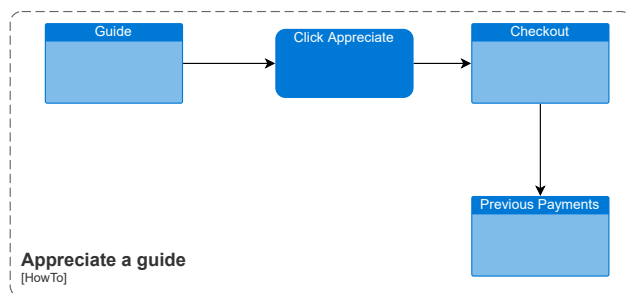 Guide
Click Appreciate
Checkout
Previous Payments
Appreciate a guide
[HowTo]